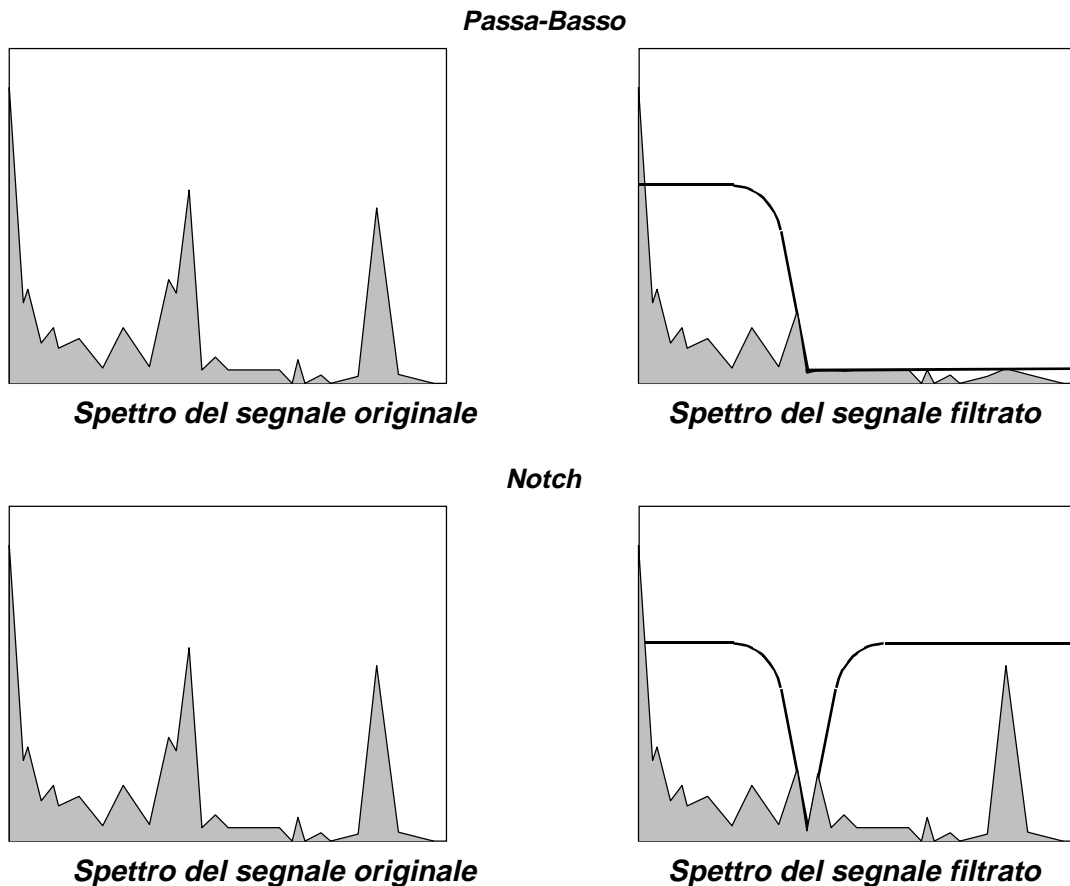 Passa-Basso
Spettro del segnale originale
Spettro del segnale filtrato
Notch
Spettro del segnale originale
Spettro del segnale filtrato